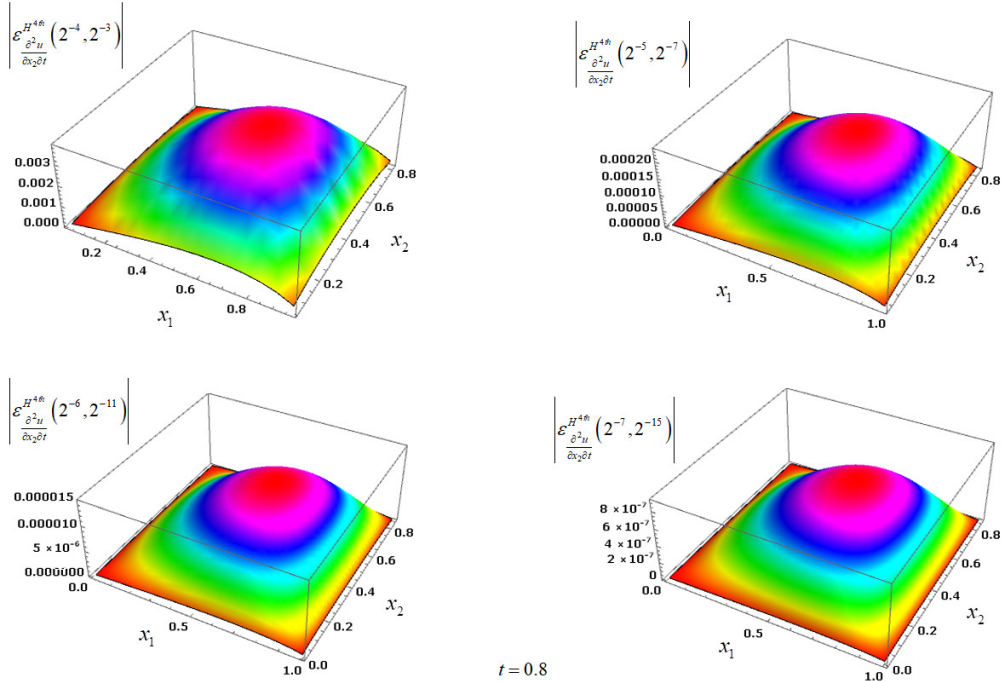 |ε^{H^{4th}}_{∂²u/∂x₂∂t}(2⁻⁴, 2⁻³)|
0.003
0.002
0.001
0.000
0.2
0.4
0.6
0.8
x₁
0.2
0.4
0.6
0.8
x₂
|ε^{H^{4th}}_{∂²u/∂x₂∂t}(2⁻⁵, 2⁻⁷)|
0.00020
0.00015
0.00010
0.00005
0.00000
0.0
0.5
1.0
x₁
0.2
0.4
0.6
0.8
x₂
|ε^{H^{4th}}_{∂²u/∂x₂∂t}(2⁻⁶, 2⁻¹¹)|
0.000015
0.000010
5 × 10⁻⁶
0.000000
0.0
0.5
1.0
x₁
0.0
0.2
0.4
0.6
0.8
x₂
|ε^{H^{4th}}_{∂²u/∂x₂∂t}(2⁻⁷, 2⁻¹⁵)|
8 × 10⁻⁷
6 × 10⁻⁷
4 × 10⁻⁷
2 × 10⁻⁷
0
0.0
0.5
1.0
x₁
0.0
0.2
0.4
0.6
0.8
x₂
t = 0.8